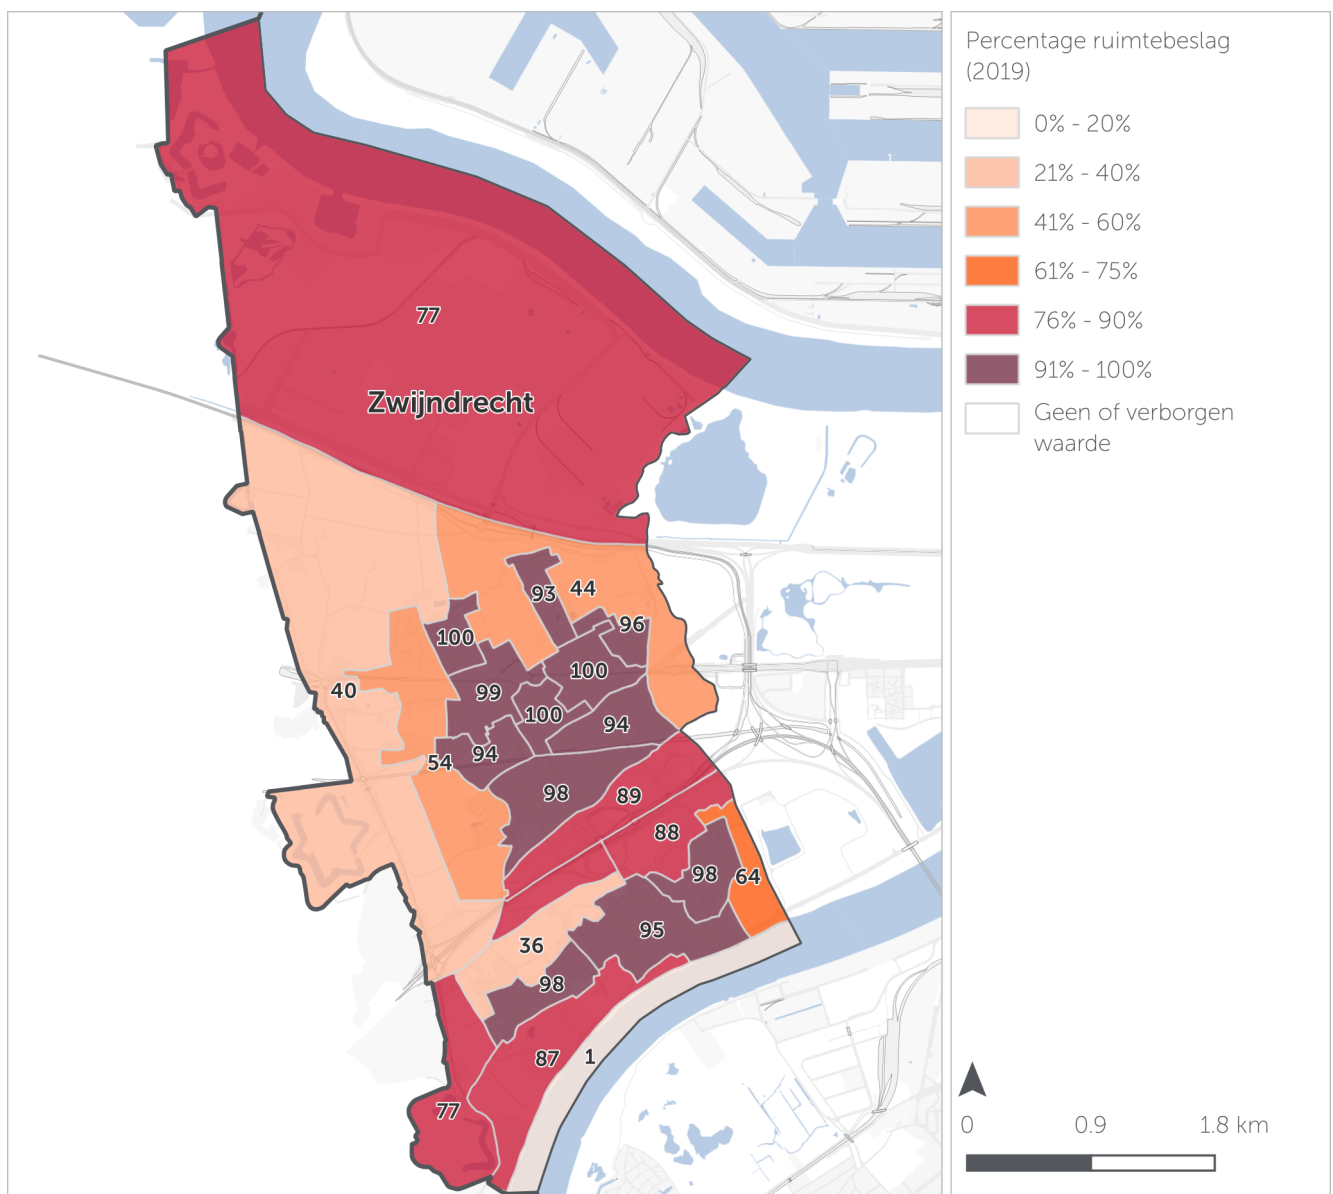 Percentage ruimtebeslag
(2019)
0% - 20%
21% - 40%
41% - 60%
61% - 75%
76% - 90%
91% - 100%
Geen of verborgen
waarde
77
Zwijndrecht
93
44
96
100
100
40
99
100
94
94
54
98
89
88
98
64
95
36
98
87
1
77
0
0.9
1.8 km